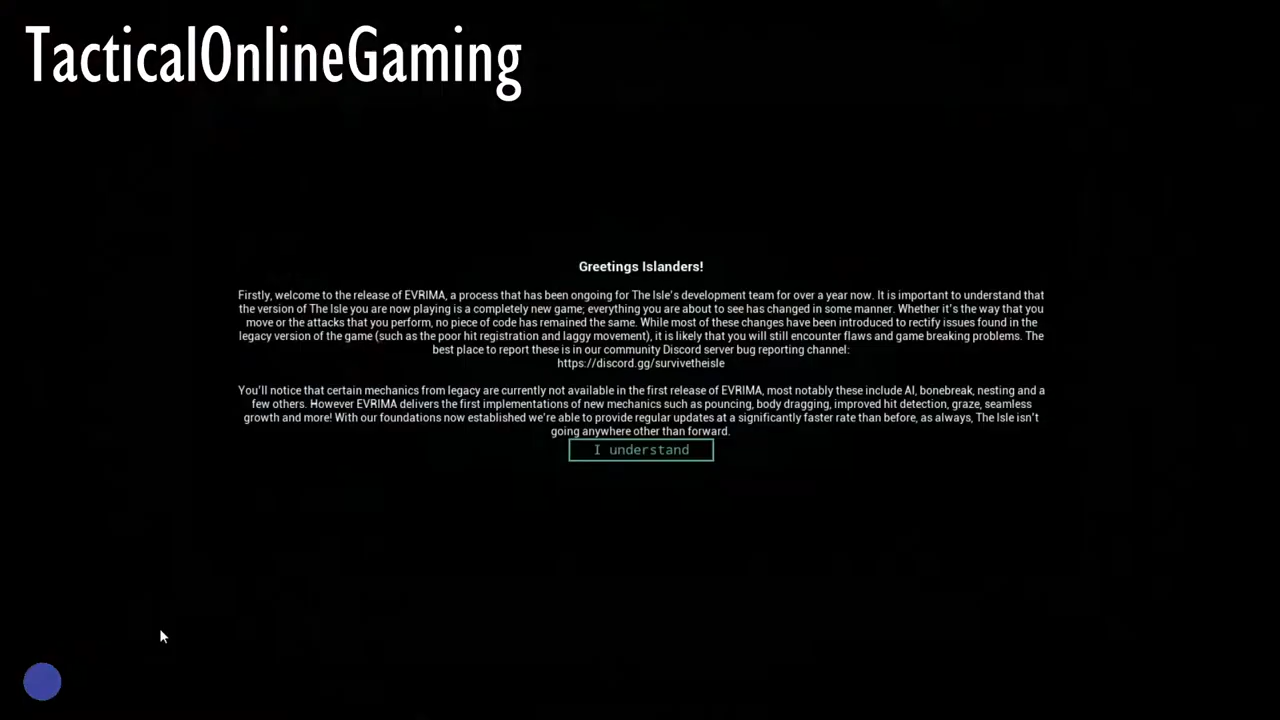 TacticalOnlineGaming
Greetings Islanders!
Firstly, welcome to the release of EVRIMA, a process that has been ongoing for The Isle's development team for over a year now. It is important to understand that
the version of The Isle you are now playing is a completely new game; everything you are about to see has changed in some manner. Whether it's the way that you
move or the attacks that you perform, no piece of code has remained the same. While most of these changes have been introduced to rectify issues found in the
legacy version of the game (such as the poor hit registration and laggy movement), it is likely that you will still encounter flaws and game breaking problems. The
best place to report these is in our community Discord server bug reporting channel:
https://discord.gg/survivetheisle
You'll notice that certain mechanics from legacy are currently not available in the first release of EVRIMA, most notably these include AI, bonebreak, nesting and a
few others. However EVRIMA delivers the first implementations of new mechanics such as pouncing, body dragging, improved hit detection, graze, seamless
growth and more! With our foundations now established we're able to provide regular updates at a significantly faster rate than before, as always, The Isle isn't
going anywhere other than forward.
I understand